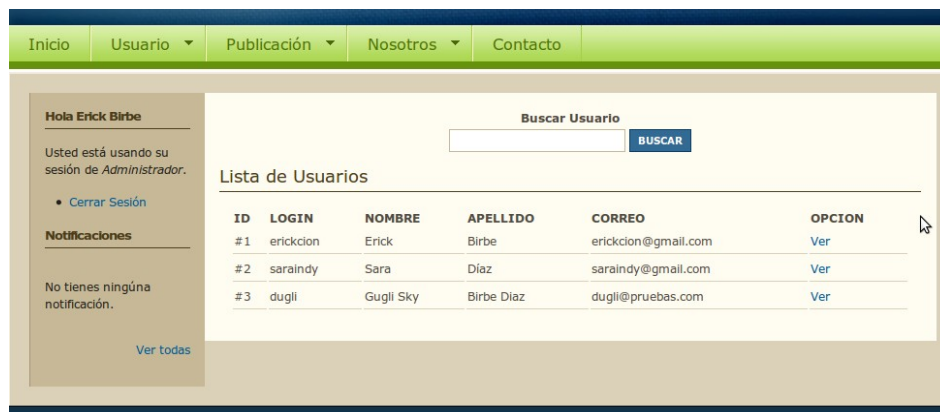 Inicio Usuario Publicación Nosotros Contacto
Hola Erick Birbe
Usted está usando su
sesión de Administrador.
Cerrar Sesión
Notificaciones
No tienes ningúna
notificación.
Ver todas
Buscar Usuario
BUSCAR
Lista de Usuarios
ID LOGIN NOMBRE APELLIDO CORREO OPCION
#1 erickcion Erick Birbe erickcion@gmail.com Ver
#2 saraindy Sara Díaz saraindy@gmail.com Ver
#3 dugli Gugli Sky Birbe Diaz dugli@pruebas.com Ver